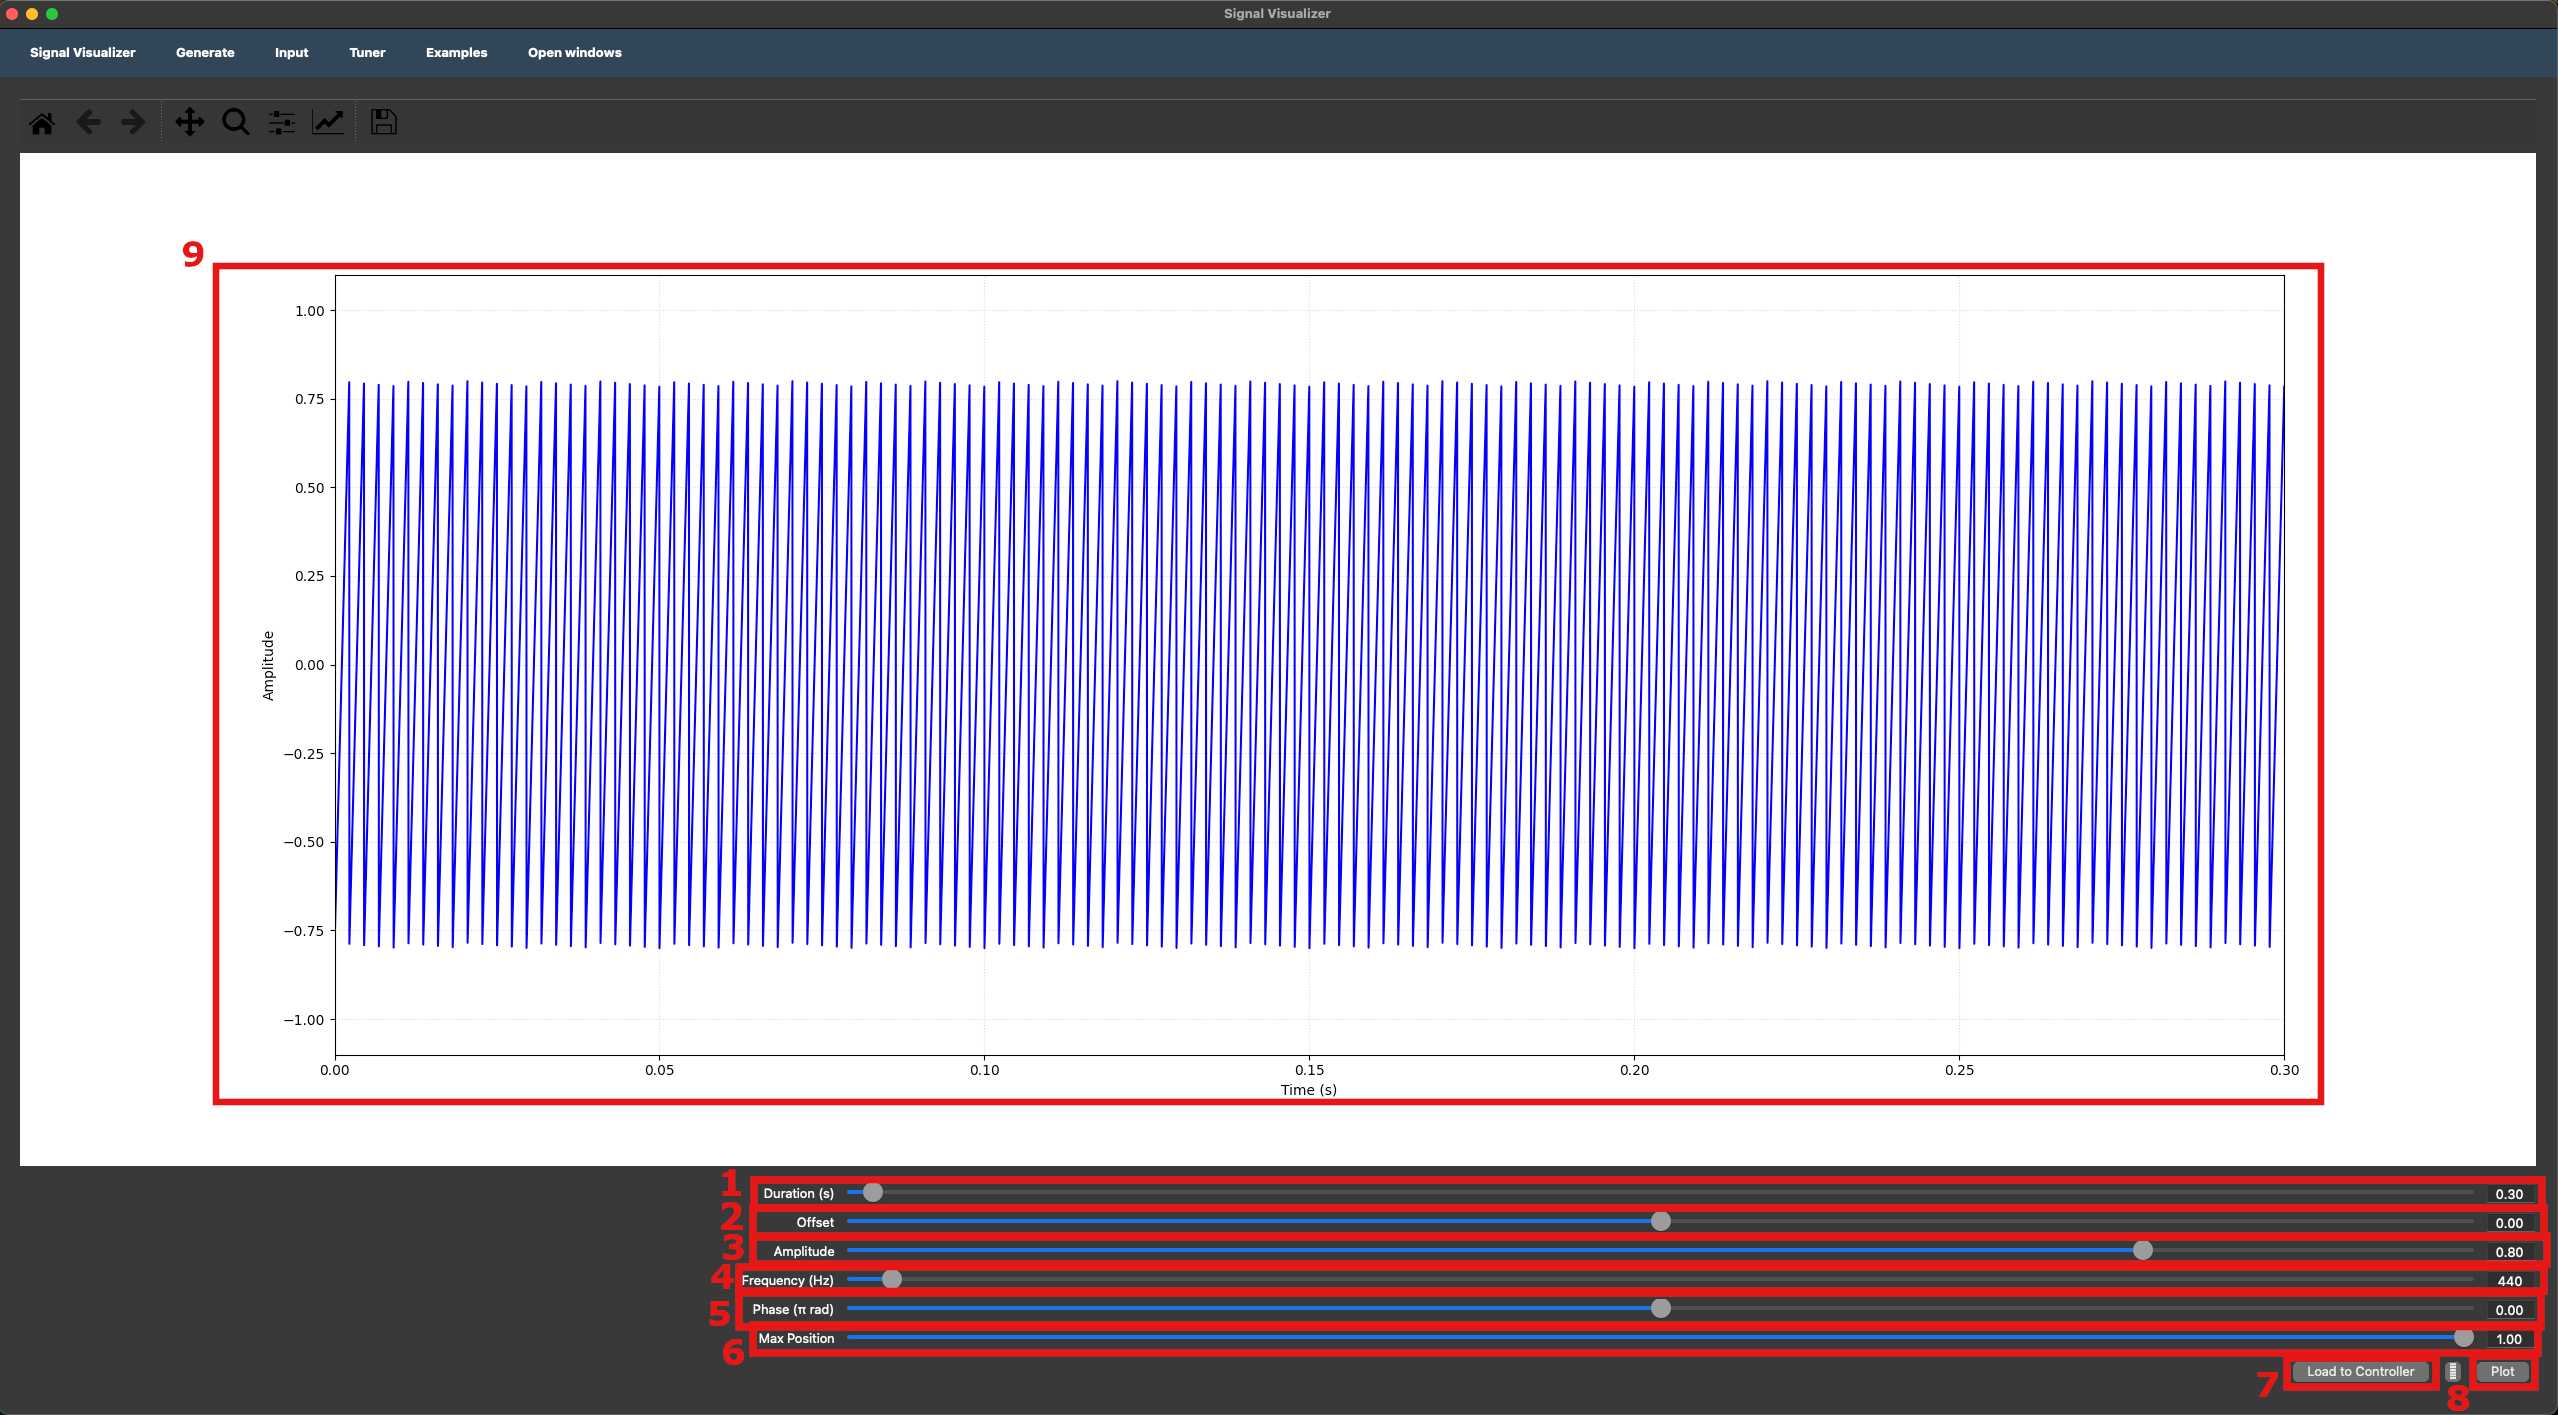 Signal Visualizer
Signal Visualizer Generate Input Tuner Examples Open windows
9
1.00
0.75
0.50
0.25
0.00
−0.25
−0.50
−0.75
−1.00
Amplitude
0.00 0.05 0.10 0.15 0.20 0.25 0.30
Time (s)
1 Duration (s) 0.30
2 Offset 0.00
3 Amplitude 0.80
4 Frequency (Hz) 440
5 Phase (π rad) 0.00
6 Max Position 1.00
7 Load to Controller 8 Plot